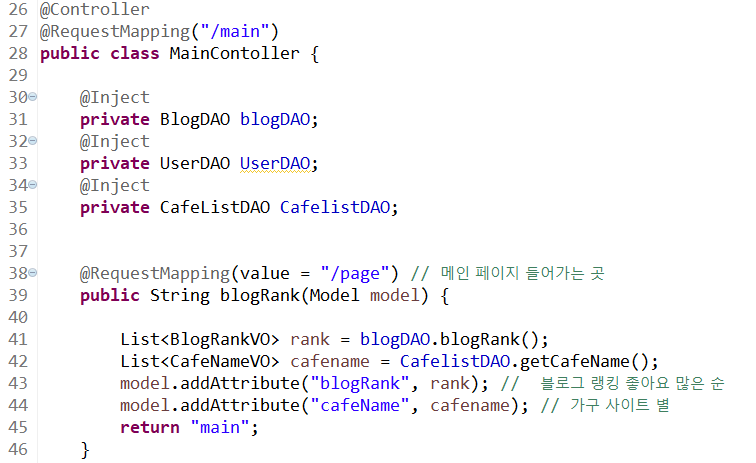 26 @Controller
27 @RequestMapping("/main")
28 public class MainContoller {
29
30 @Inject
31 private BlogDAO blogDAO;
32 @Inject
33 private UserDAO UserDAO;
34 @Inject
35 private CafeListDAO CafelistDAO;
36
37
38 @RequestMapping(value = "/page") // 메인 페이지 들어가는 곳
39 public String blogRank(Model model) {
40
41 List<BlogRankVO> rank = blogDAO.blogRank();
42 List<CafeNameVO> cafename = CafelistDAO.getCafeName();
43 model.addAttribute("blogRank", rank); // 블로그 랭킹 좋아요 많은 순
44 model.addAttribute("cafeName", cafename); // 가구 사이트 별
45 return "main";
46 }